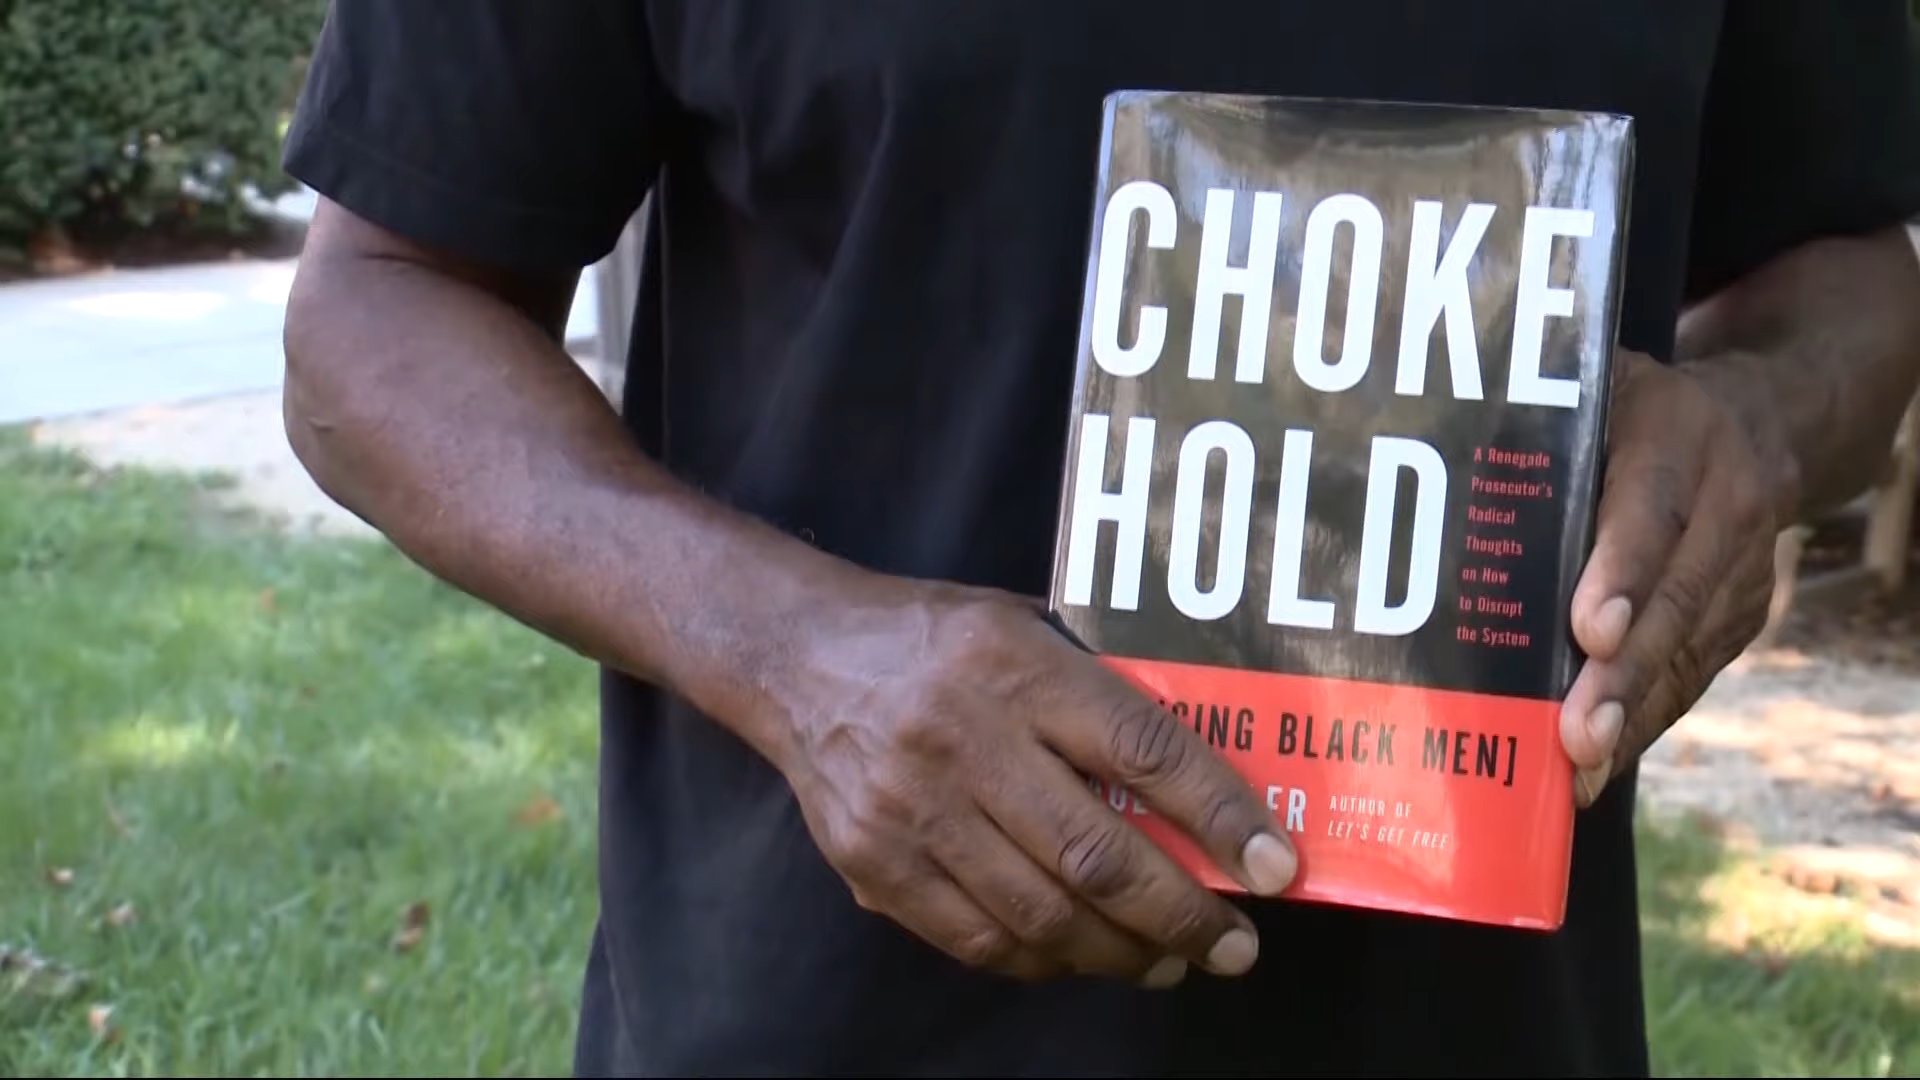 CHOKE
HOLD
A Renegade
Prosecutor's
Radical
Thoughts
on How
to Disrupt
the System
BLACK MEN]
AUTHOR OF
LET'S GET FREE